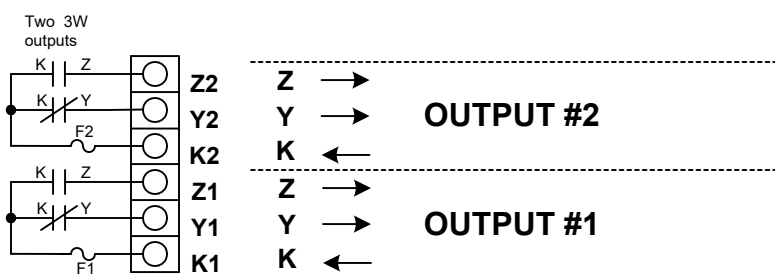 Two 3W
outputs
K Z
Z2 Z
K Y
Y2 Y OUTPUT #2
F2
K2 K
K Z
Z1 Z
K Y
Y1 Y OUTPUT #1
F1
K1 K